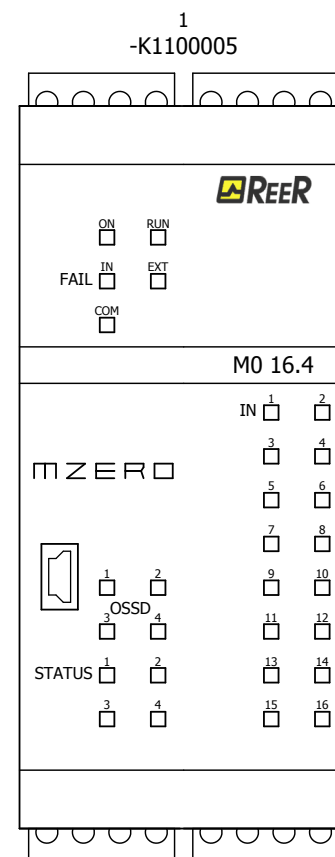 1
-K1100005
REER
ON RUN
FAIL IN EXT
COM
M0 16.4
IN 1 2
3 4
MZERO
5 6
7 8
1 2 9 10
OSSD
3 4 11 12
STATUS 1 2 13 14
3 4 15 16